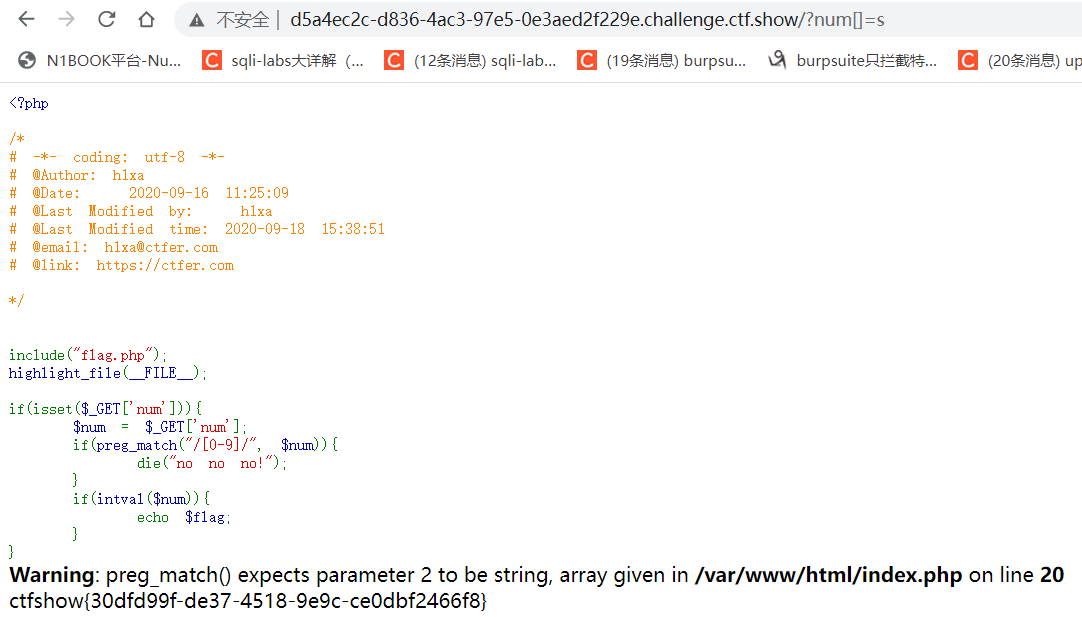 不安全 | d5a4ec2c-d836-4ac3-97e5-0e3aed2f229e.challenge.ctf.show/?num[]=s
N1BOOK平台-Nu... sqli-labs大详解（... (12条消息) sqli-lab... (19条消息) burpsu... burpsuite只拦截特... (20条消息) up
<?php
/*
# -*- coding: utf-8 -*-
# @Author: h1xa
# @Date: 2020-09-16 11:25:09
# @Last Modified by: h1xa
# @Last Modified time: 2020-09-18 15:38:51
# @email: h1xa@ctfer.com
# @link: https://ctfer.com
*/
include("flag.php");
highlight_file(__FILE__);
if(isset($_GET['num'])){
$num = $_GET['num'];
if(preg_match("/[0-9]/", $num)){
die("no no no!");
}
if(intval($num)){
echo $flag;
}
}
Warning: preg_match() expects parameter 2 to be string, array given in /var/www/html/index.php on line 20
ctfshow{30dfd99f-de37-4518-9e9c-ce0dbf2466f8}